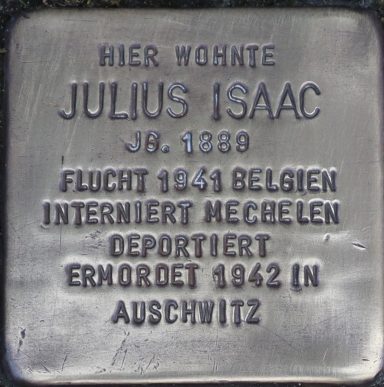 HIER WOHNTE
JULIUS ISAAC
JG. 1889
FLUCHT 1941 BELGIEN
INTERNIERT MECHELEN
DEPORTIERT
ERMORDET 1942 IN
AUSCHWITZ